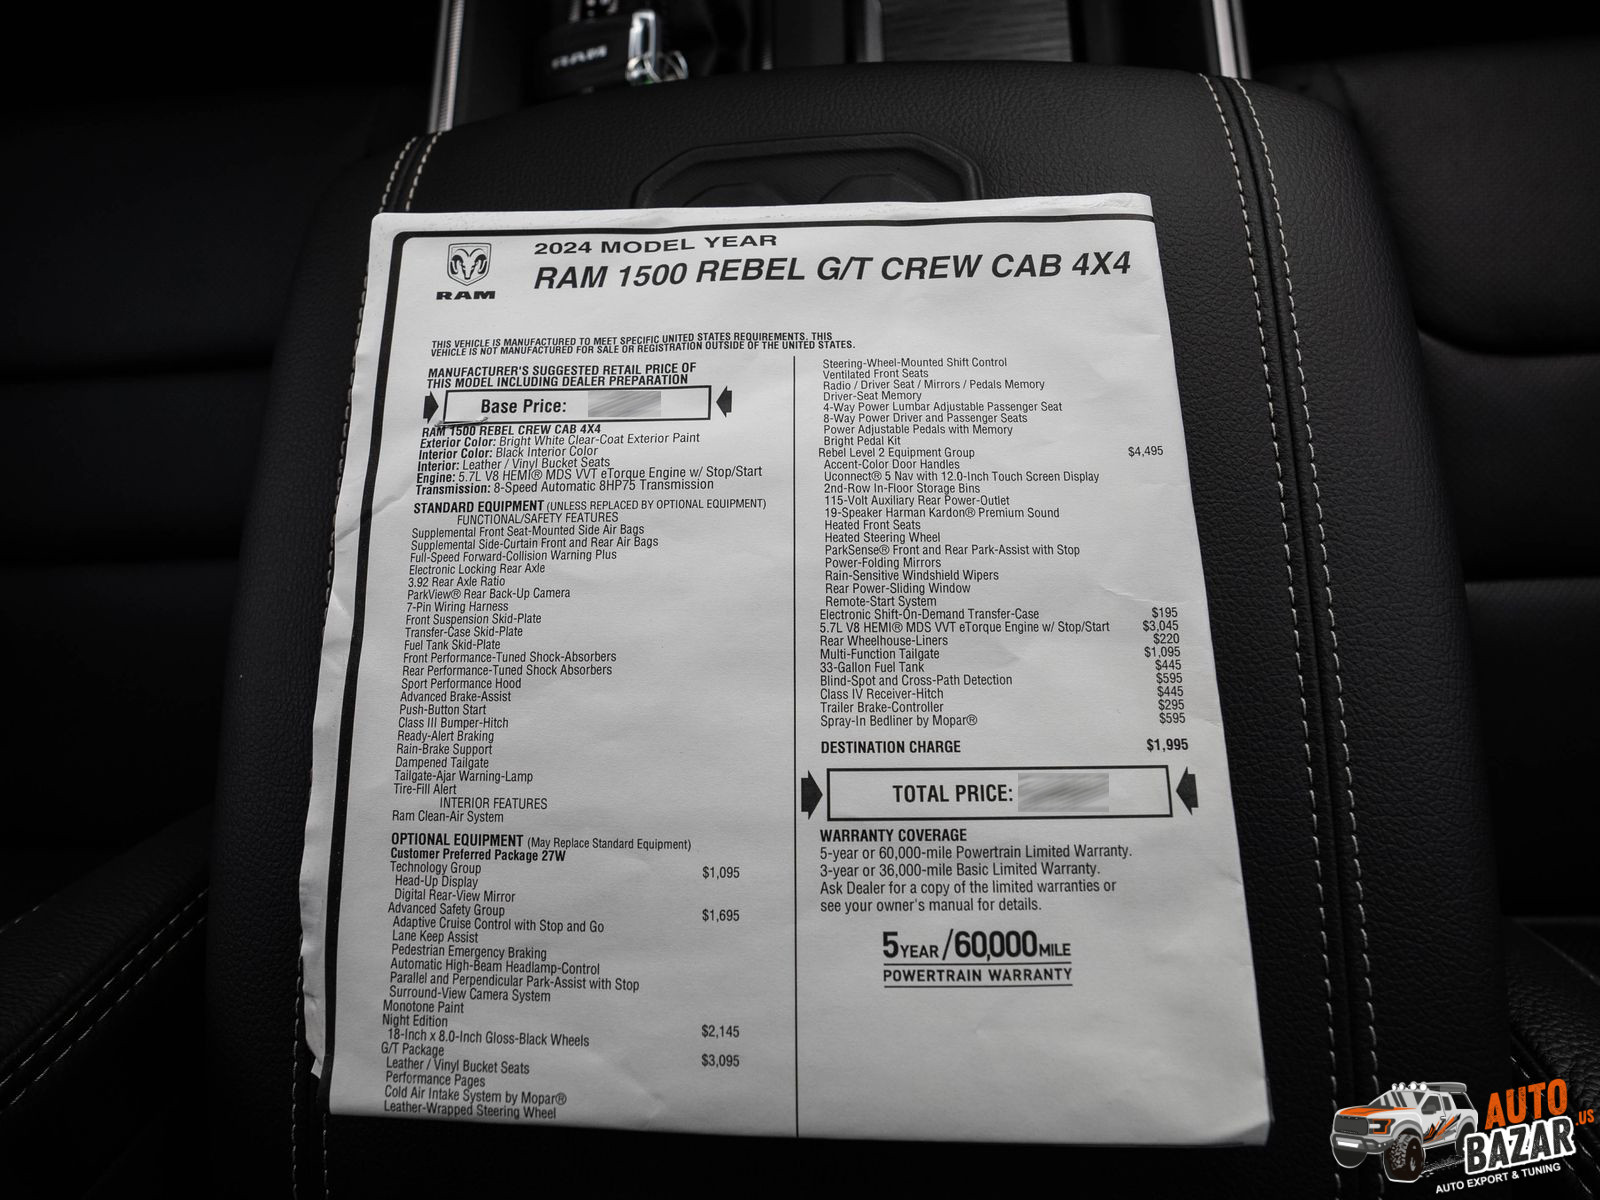 RAM
2024 MODEL YEAR
RAM 1500 REBEL G/T CREW CAB 4X4
RAM
THIS VEHICLE IS MANUFACTURED TO MEET SPECIFIC UNITED STATES REQUIREMENTS. THIS
VEHICLE IS NOT MANUFACTURED FOR SALE OR REGISTRATION OUTSIDE OF THE UNITED STATES.
MANUFACTURER'S SUGGESTED RETAIL PRICE OF
THIS MODEL INCLUDING DEALER PREPARATION
Base Price:
RAM 1500 REBEL CREW CAB 4X4
Exterior Color: Bright White Clear-Coat Exterior Paint
Interior Color: Black Interior Color
Interior: Leather / Vinyl Bucket Seats
Engine: 5.7L V8 HEMI® MDS VVT eTorque Engine w/ Stop/Start
Transmission: 8-Speed Automatic 8HP75 Transmission
STANDARD EQUIPMENT (UNLESS REPLACED BY OPTIONAL EQUIPMENT)
FUNCTIONAL/SAFETY FEATURES
Supplemental Front Seat-Mounted Side Air Bags
Supplemental Side-Curtain Front and Rear Air Bags
Full-Speed Forward-Collision Warning Plus
Electronic Locking Rear Axle
3.92 Rear Axle Ratio
ParkView® Rear Back-Up Camera
7-Pin Wiring Harness
Front Suspension Skid-Plate
Transfer-Case Skid-Plate
Fuel Tank Skid-Plate
Front Performance-Tuned Shock-Absorbers
Rear Performance-Tuned Shock Absorbers
Sport Performance Hood
Advanced Brake-Assist
Push-Button Start
Class III Bumper-Hitch
Ready-Alert Braking
Rain-Brake Support
Dampened Tailgate
Tailgate-Ajar Warning-Lamp
Tire-Fill Alert
INTERIOR FEATURES
Ram Clean-Air System
OPTIONAL EQUIPMENT (May Replace Standard Equipment)
Customer Preferred Package 27W
Technology Group $1,095
Head-Up Display
Digital Rear-View Mirror
Advanced Safety Group $1,695
Adaptive Cruise Control with Stop and Go
Lane Keep Assist
Pedestrian Emergency Braking
Automatic High-Beam Headlamp-Control
Parallel and Perpendicular Park-Assist with Stop
Surround-View Camera System
Monotone Paint
Night Edition $2,145
18-Inch x 8.0-Inch Gloss-Black Wheels
G/T Package $3,095
Leather / Vinyl Bucket Seats
Performance Pages
Cold Air Intake System by Mopar®
Leather-Wrapped Steering Wheel
Steering-Wheel-Mounted Shift Control
Ventilated Front Seats
Radio / Driver Seat / Mirrors / Pedals Memory
Driver-Seat Memory
4-Way Power Lumbar Adjustable Passenger Seat
8-Way Power Driver and Passenger Seats
Power Adjustable Pedals with Memory
Bright Pedal Kit
Rebel Level 2 Equipment Group $4,495
Accent-Color Door Handles
Uconnect® 5 Nav with 12.0-Inch Touch Screen Display
2nd-Row In-Floor Storage Bins
115-Volt Auxiliary Rear Power-Outlet
19-Speaker Harman Kardon® Premium Sound
Heated Front Seats
Heated Steering Wheel
ParkSense® Front and Rear Park-Assist with Stop
Power-Folding Mirrors
Rain-Sensitive Windshield Wipers
Rear Power-Sliding Window
Remote-Start System
Electronic Shift-On-Demand Transfer-Case $195
5.7L V8 HEMI® MDS VVT eTorque Engine w/ Stop/Start $3,045
Rear Wheelhouse-Liners $220
Multi-Function Tailgate $1,095
33-Gallon Fuel Tank $445
Blind-Spot and Cross-Path Detection $595
Class IV Receiver-Hitch $445
Trailer Brake-Controller $295
Spray-In Bedliner by Mopar® $595
DESTINATION CHARGE $1,995
TOTAL PRICE:
WARRANTY COVERAGE
5-year or 60,000-mile Powertrain Limited Warranty.
3-year or 36,000-mile Basic Limited Warranty.
Ask Dealer for a copy of the limited warranties or
see your owner's manual for details.
5YEAR/60,000MILE
POWERTRAIN WARRANTY
AUTO
BAZAR.US
AUTO EXPORT & TUNING